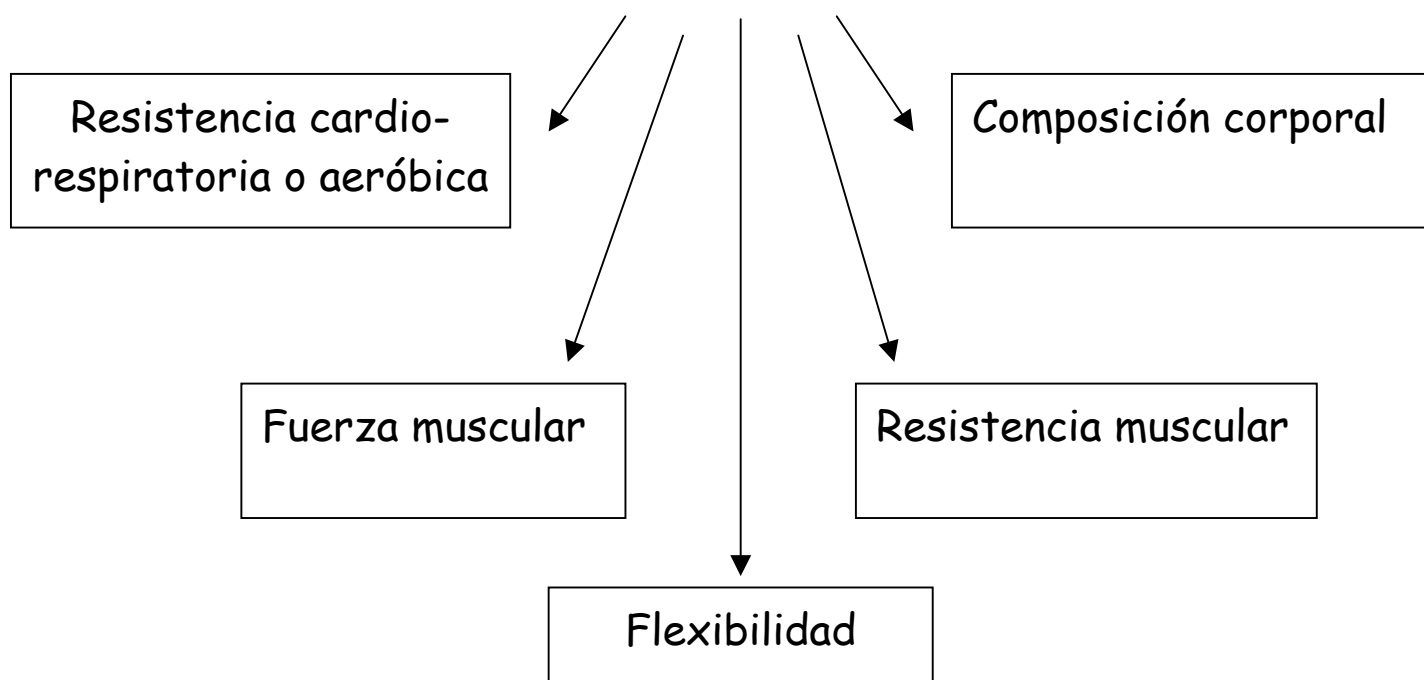 Resistencia cardio-
respiratoria o aeróbica
Composición corporal
Fuerza muscular
Resistencia muscular
Flexibilidad